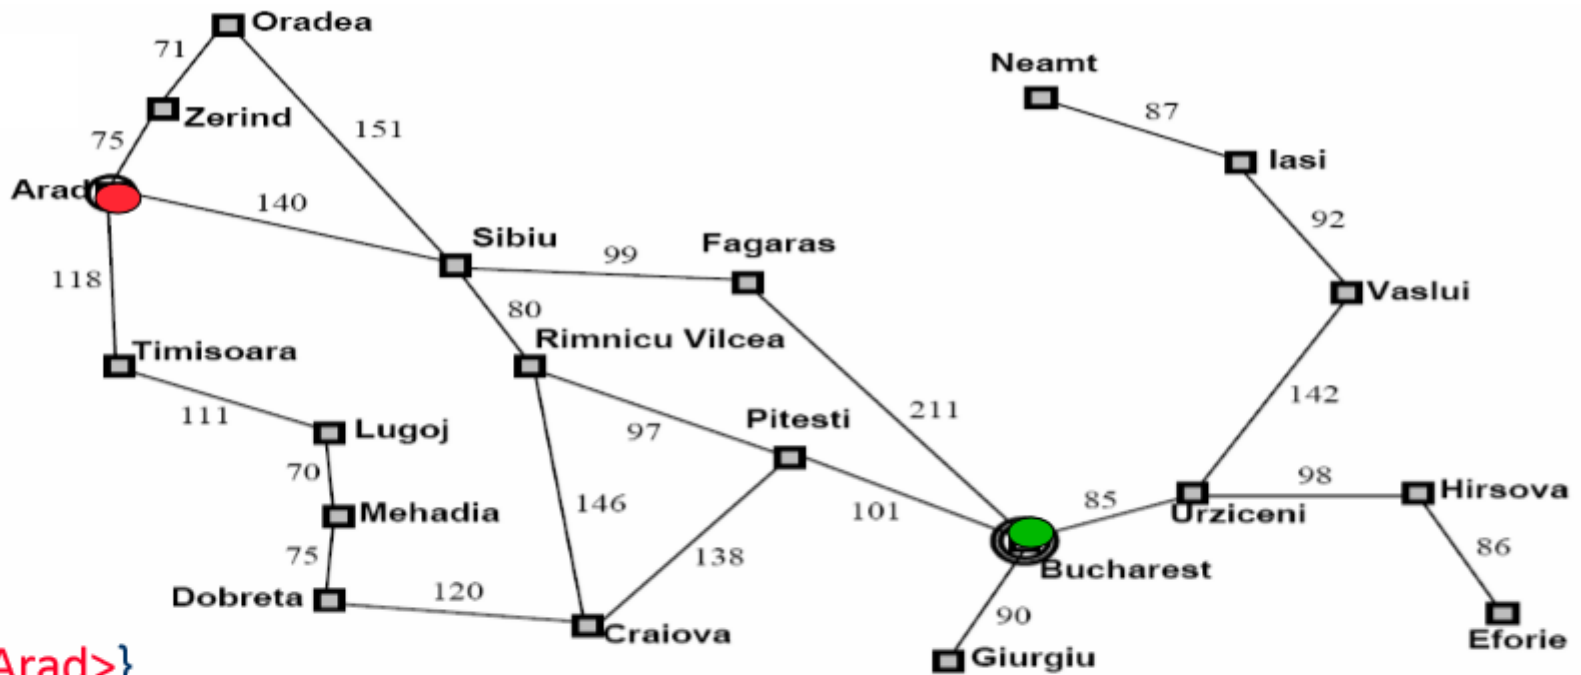 Oradea
71
Neamt
87
Zerind
151
75
Iasi
Arad
140
92
Sibiu
Fagaras
99
118
Vaslui
80
Rimnicu Vilcea
Timisoara
142
211
111
Pitesti
Lugoj
97
70
98
Hirsova
85
146
101
Mehadia
Urziceni
138
86
75
Bucharest
Dobreta
120
90
Craiova
Eforie
Giurgiu
Arad>}